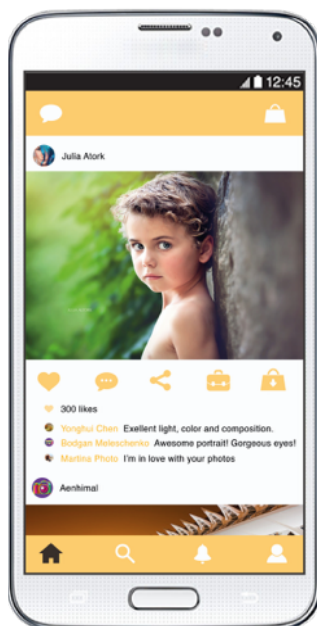 12:45
Julia Atork
300 likes
Yonghui Chen Exellent light, color and composition.
Bodgan Meleschenko Awesome portrait! Gorgeous eyes!
Martina Photo I'm in love with your photos
Aenhimal